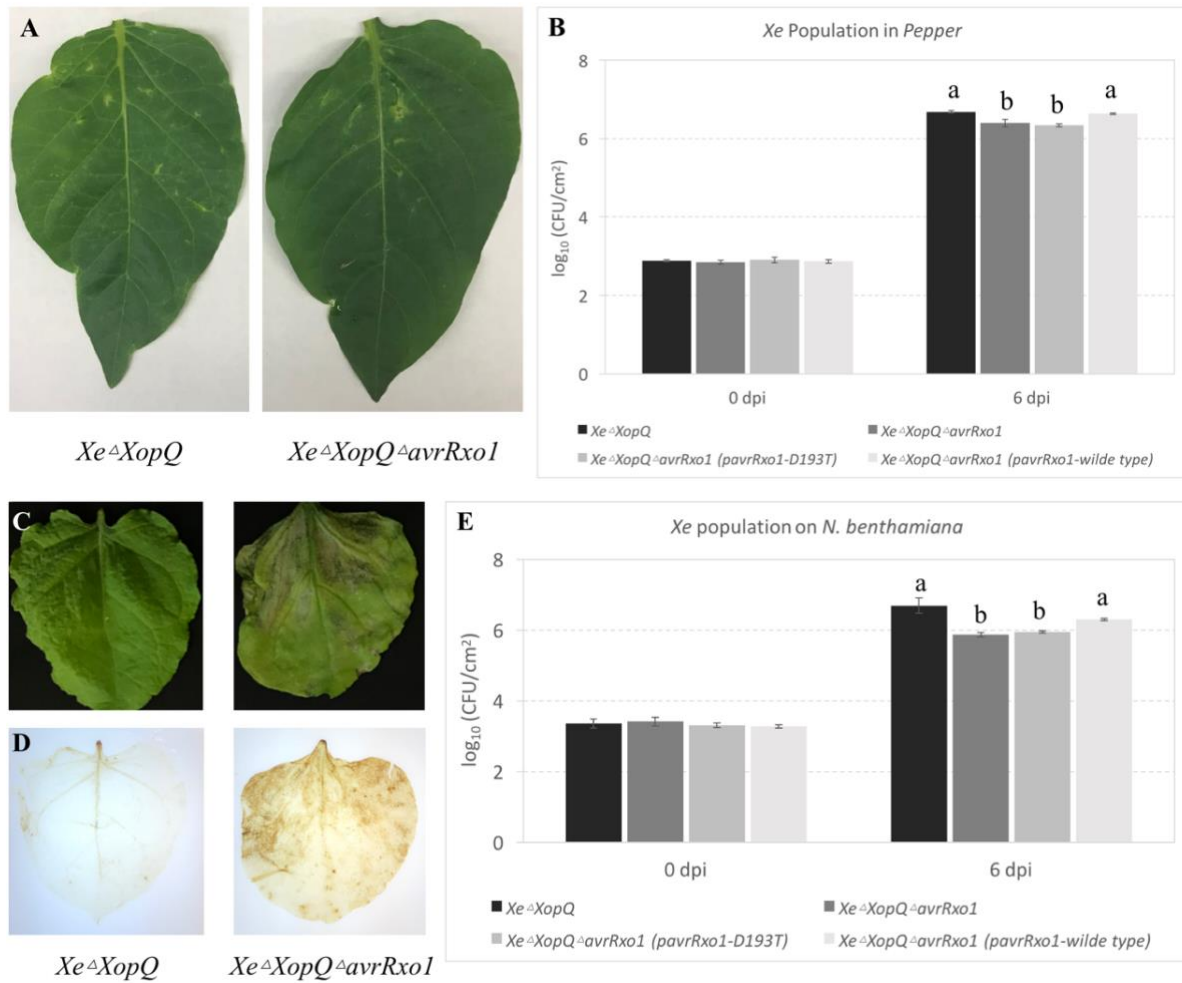 A
Xe△XopQ
Xe△XopQ△avrRxo1
B
Xe Population in Pepper
log10 (CFU/cm²)
8
6
4
2
0
a
b
b
a
0 dpi
6 dpi
Xe△XopQ
Xe△XopQ△avrRxo1
Xe△XopQ△avrRxo1 (pavrRxo1-D193T)
Xe△XopQ△avrRxo1 (pavrRxo1-wilde type)
C
D
Xe△XopQ
Xe△XopQ△avrRxo1
E
Xe population on N. benthamiana
log10 (CFU/cm²)
8
6
4
2
0
a
b
b
a
0 dpi
6 dpi
Xe△XopQ
Xe△XopQ△avrRxo1
Xe△XopQ△avrRxo1 (pavrRxo1-D193T)
Xe△XopQ△avrRxo1 (pavrRxo1-wilde type)